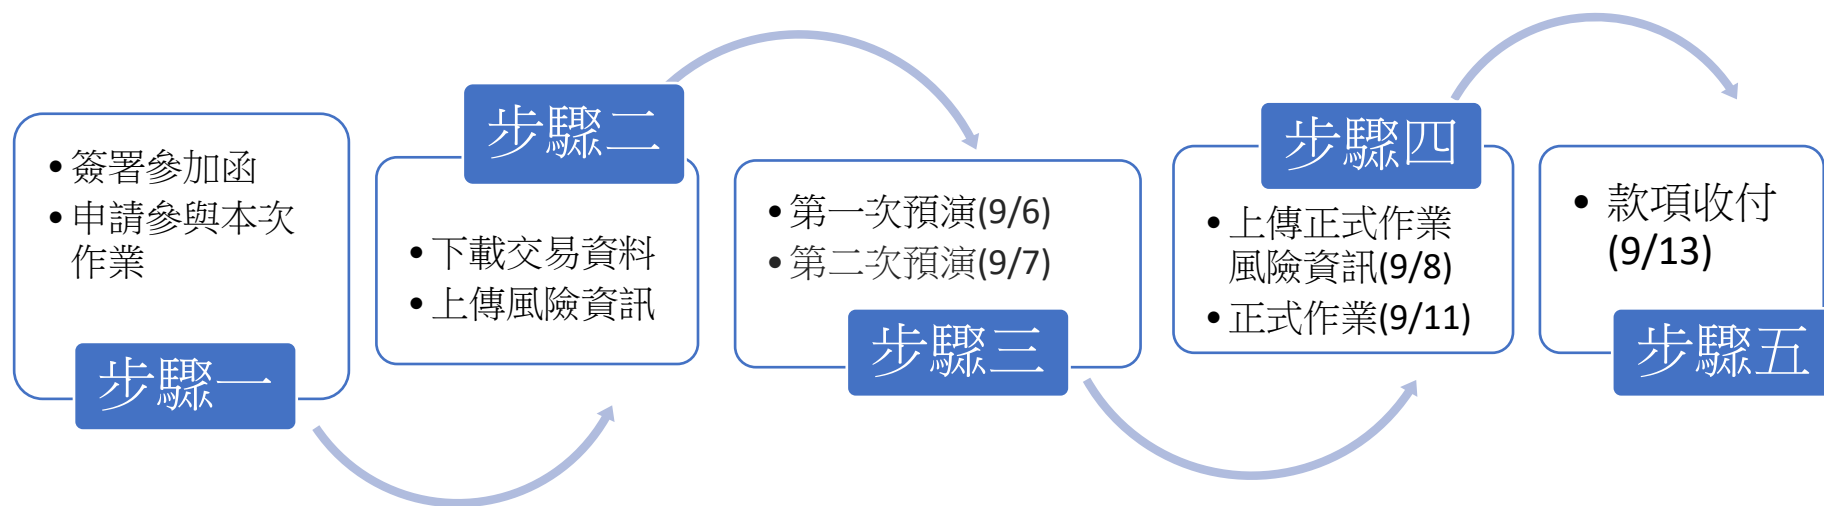 • 簽署參加函
• 申請參與本次
作業
步驟一
步驟二
• 下載交易資料
• 上傳風險資訊
• 第一次預演(9/6)
• 第二次預演(9/7)
步驟三
步驟四
• 上傳正式作業
風險資訊(9/8)
• 正式作業(9/11)
• 款項收付
(9/13)
步驟五